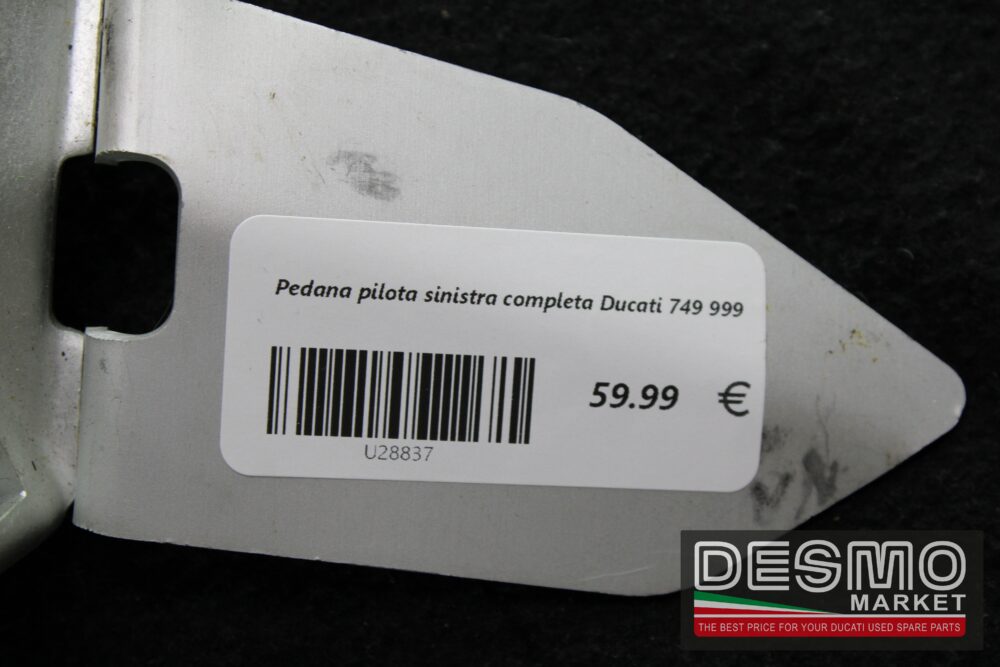 Pedana pilota sinistra completa Ducati 749 999
59.99 €
U28837
DESMO
MARKET
THE BEST PRICE FOR YOUR DUCATI USED SPARE PARTS